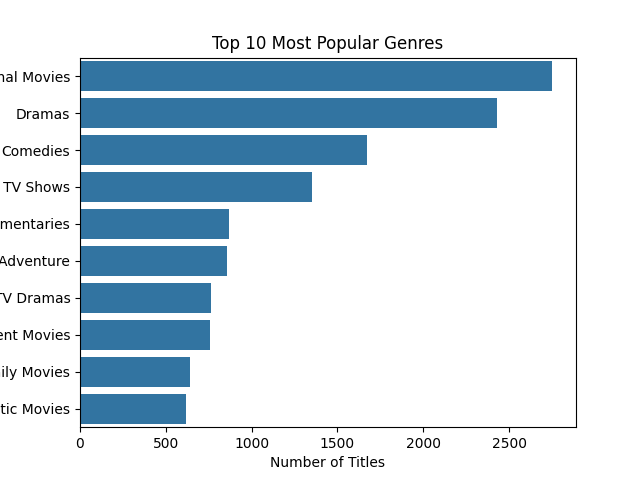 Top 10 Most Popular Genres
nal Movies
Dramas
Comedies
TV Shows
mentaries
Adventure
TV Dramas
ent Movies
ily Movies
tic Movies
0 500 1000 1500 2000 2500
Number of Titles